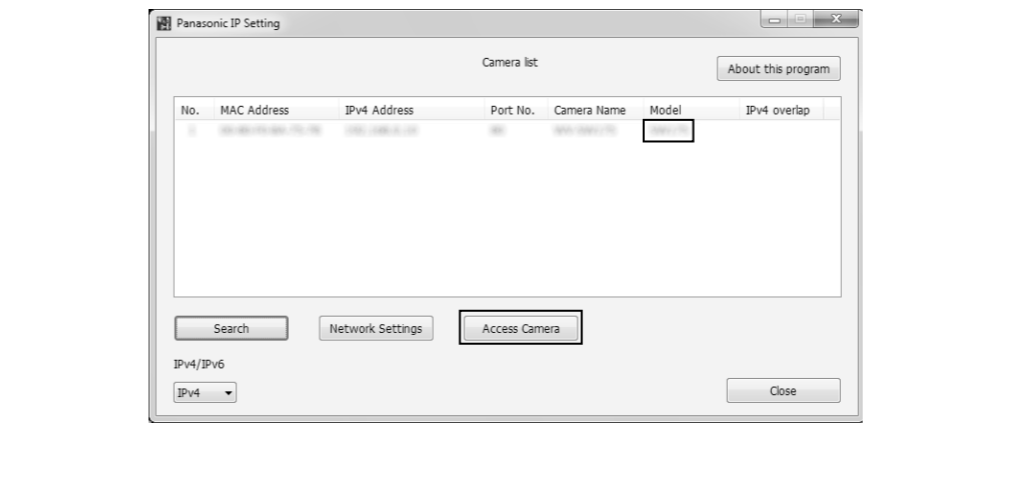 Panasonic IP Setting
Camera list
About this program
No. MAC Address IPv4 Address Port No. Camera Name Model IPv4 overlap
Search Network Settings Access Camera
IPv4/IPv6
IPv4
Close